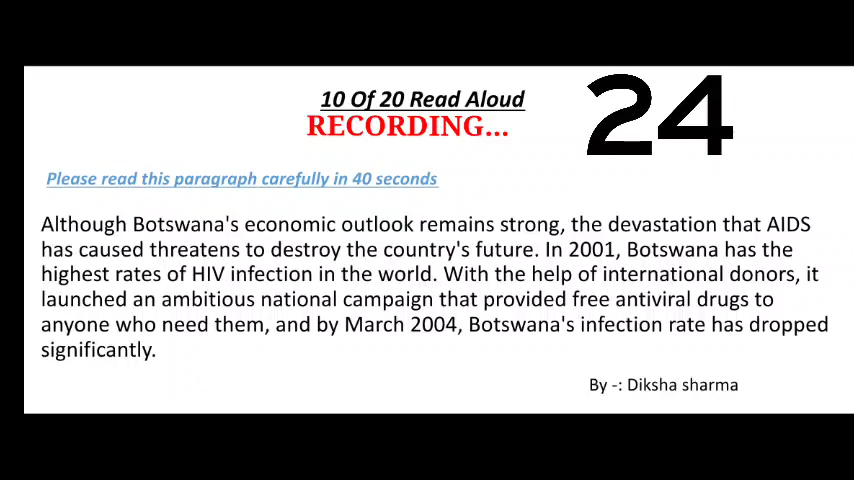 10 Of 20 Read Aloud
RECORDING...
24
Please read this paragraph carefully in 40 seconds
Although Botswana's economic outlook remains strong, the devastation that AIDS
has caused threatens to destroy the country's future. In 2001, Botswana has the
highest rates of HIV infection in the world. With the help of international donors, it
launched an ambitious national campaign that provided free antiviral drugs to
anyone who need them, and by March 2004, Botswana's infection rate has dropped
significantly.
By -: Diksha sharma